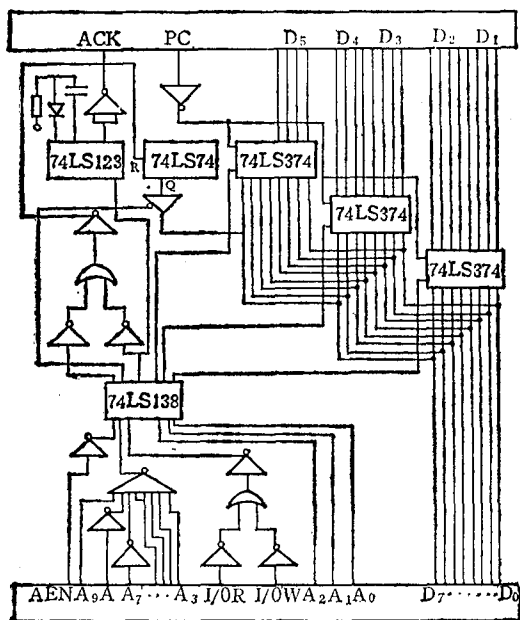 ACK PC D5 D4 D3 D2 D1
74LS123 R 74LS74 74LS374
Q
74LS374
74LS374
74LS138
AEN A9 A A7 ··· A3 I/OR I/OW A2 A1 A0 D7 ······ D0